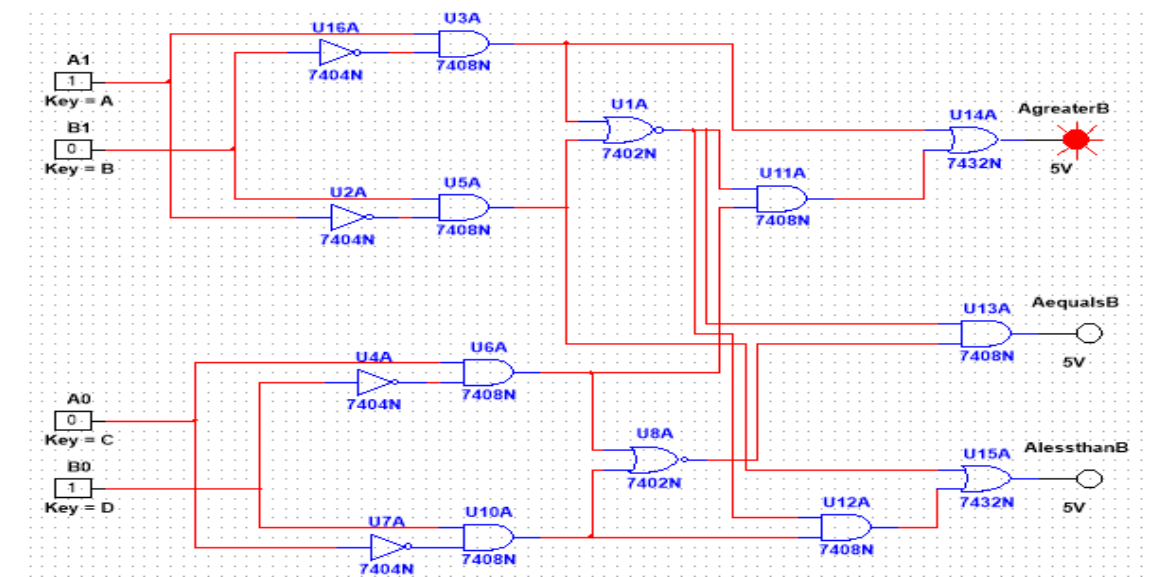 U3A
U16A
7408N
7404N
A1
1
Key = A
B1
0
Key = B
U1A
7402N
U14A
AgreaterB
7432N
5V
U11A
7408N
U5A
U2A
7408N
7404N
AequalsB
U13A
7408N
5V
U6A
U4A
7408N
7404N
A0
0
Key = C
B0
1
Key = D
U8A
7402N
AlessthanB
U15A
7432N
5V
U12A
7408N
U10A
U7A
7408N
7404N